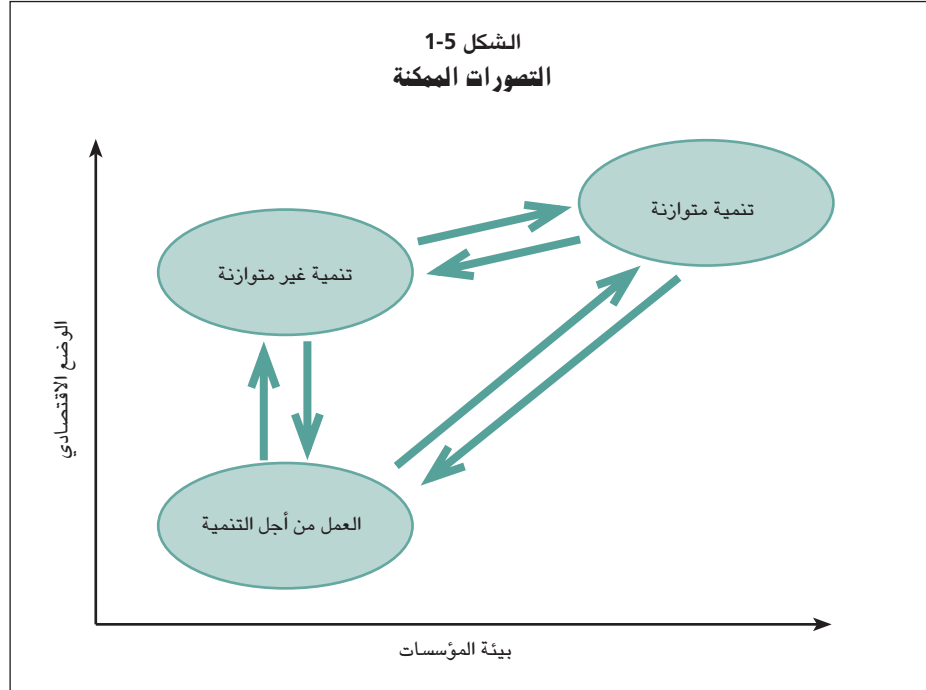 الشكل 5-1
التصورات الممكنة
تنمية متوازنة
تنمية غير متوازنة
الوضع الاقتصادي
العمل من أجل التنمية
بيئة المؤسسات